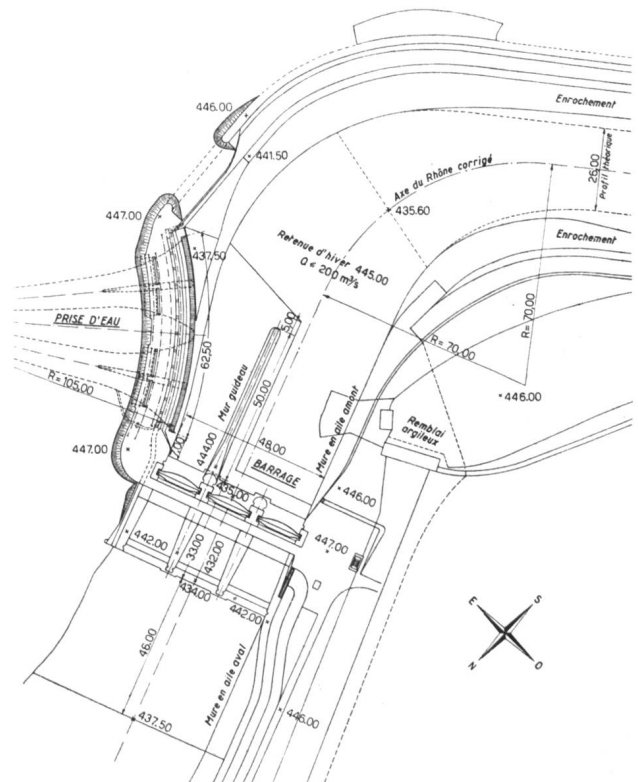 446.00
Enrochement
441.50
Axe du Rhône corrigé
26.00
Profil théorique
447.00
435.60
437.50
Retenue d'hiver 445.00
Q ≤ 200 m³/s
Enrochement
PRISE D'EAU
62,50
5,00
R = 70,00
R = 70,00
Mur guideau
50.00
R = 105,00
446.00
Mure en aile amont
Remblai
argileux
447.00
7,00
444.00
48,00
BARRAGE
435,00
446.00
442.00
33.00
432.00
447.00
434.00
442.00
46.00
Mure en aile aval
E
S
N
O
437.50
446.00